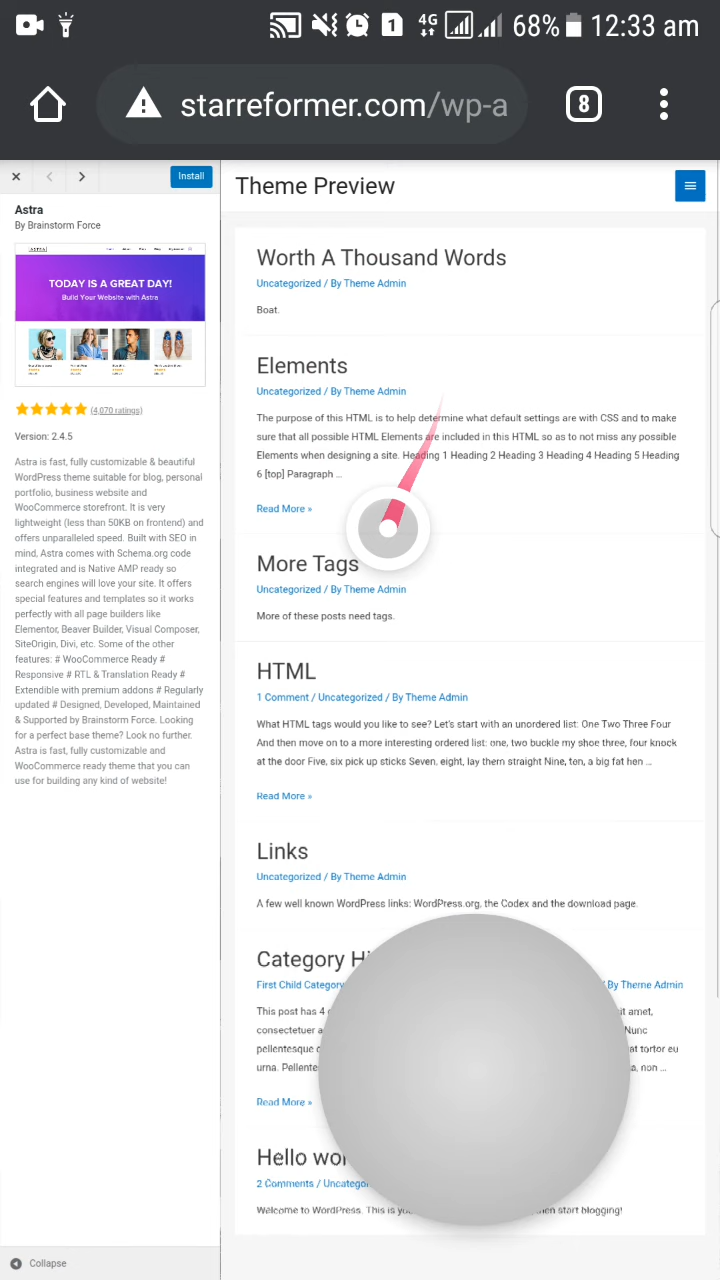 4G 1 68% 12:33 am
starreformer.com/wp-a
8
Install
Astra
By Brainstorm Force
TODAY IS A GREAT DAY!
Build Your Website with Astra
(4,070 ratings)
Version: 2.4.5
Astra is fast, fully customizable & beautiful
WordPress theme suitable for blog, personal
portfolio, business website and
WooCommerce storefront. It is very
lightweight (less than 50KB on frontend) and
offers unparalleled speed. Built with SEO in
mind, Astra comes with Schema.org code
integrated and is Native AMP ready so
search engines will love your site. It offers
special features and templates so it works
perfectly with all page builders like
Elementor, Beaver Builder, Visual Composer,
SiteOrigin, Divi, etc. Some of the other
features: # WooCommerce Ready #
Responsive # RTL & Translation Ready #
Extendible with premium addons # Regularly
updated # Designed, Developed, Maintained
& Supported by Brainstorm Force. Looking
for a perfect base theme? Look no further.
Astra is fast, fully customizable and
WooCommerce ready theme that you can
use for building any kind of website!
Collapse
Theme Preview
Worth A Thousand Words
Uncategorized / By Theme Admin
Boat.
Elements
Uncategorized / By Theme Admin
The purpose of this HTML is to help determine what default settings are with CSS and to make
sure that all possible HTML Elements are included in this HTML so as to not miss any possible
Elements when designing a site. Heading 1 Heading 2 Heading 3 Heading 4 Heading 5 Heading
6 [top] Paragraph …
Read More »
More Tags
Uncategorized / By Theme Admin
More of these posts need tags.
HTML
1 Comment / Uncategorized / By Theme Admin
What HTML tags would you like to see? Let's start with an unordered list: One Two Three Four
And then move on to a more interesting ordered list: one, two buckle my shoe three, four knock
at the door Five, six pick up sticks Seven, eight, lay them straight Nine, ten, a big fat hen …
Read More »
Links
Uncategorized / By Theme Admin
A few well known WordPress links: WordPress.org, the Codex and the download page.
Category
First Child Category / By Theme Admin
This post has 4 sit amet,
consectetuer Nunc
pellentesque tortor eu
urna. non …
Read More »
Hello
2 Comments /
Welcome to WordPress. This is then start blogging!